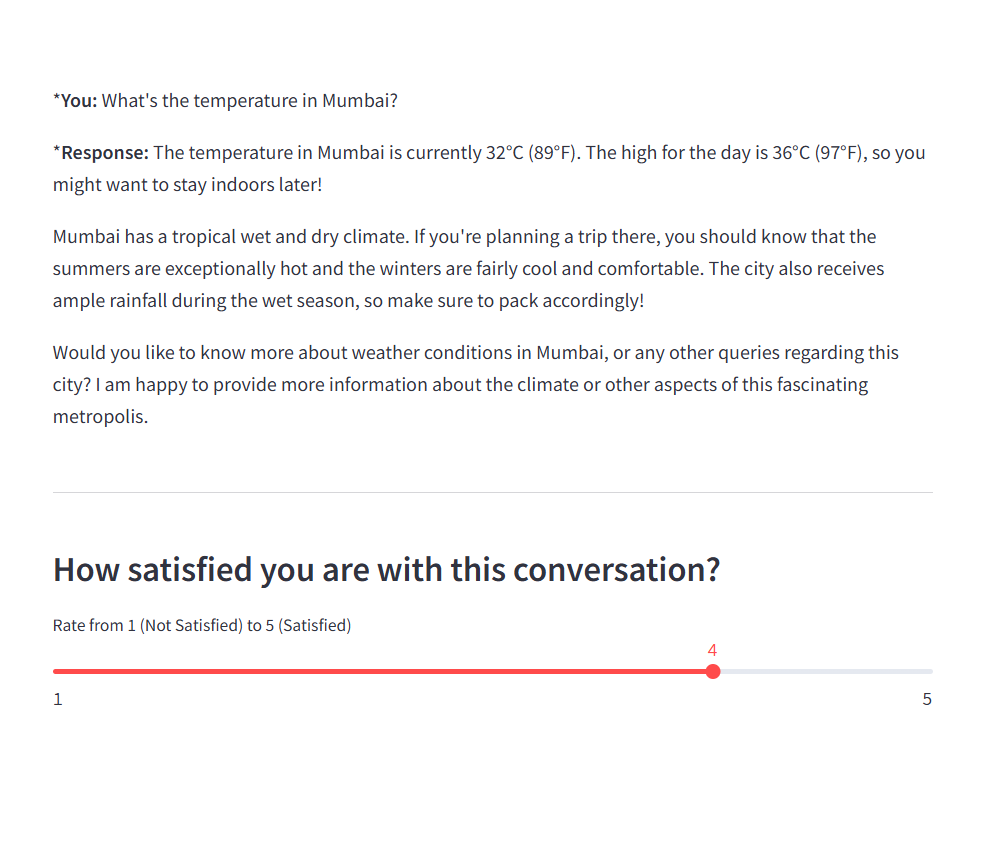 *You: What's the temperature in Mumbai?
*Response: The temperature in Mumbai is currently 32°C (89°F). The high for the day is 36°C (97°F), so you
might want to stay indoors later!
Mumbai has a tropical wet and dry climate. If you're planning a trip there, you should know that the
summers are exceptionally hot and the winters are fairly cool and comfortable. The city also receives
ample rainfall during the wet season, so make sure to pack accordingly!
Would you like to know more about weather conditions in Mumbai, or any other queries regarding this
city? I am happy to provide more information about the climate or other aspects of this fascinating
metropolis.
How satisfied you are with this conversation?
Rate from 1 (Not Satisfied) to 5 (Satisfied)
4
1 5